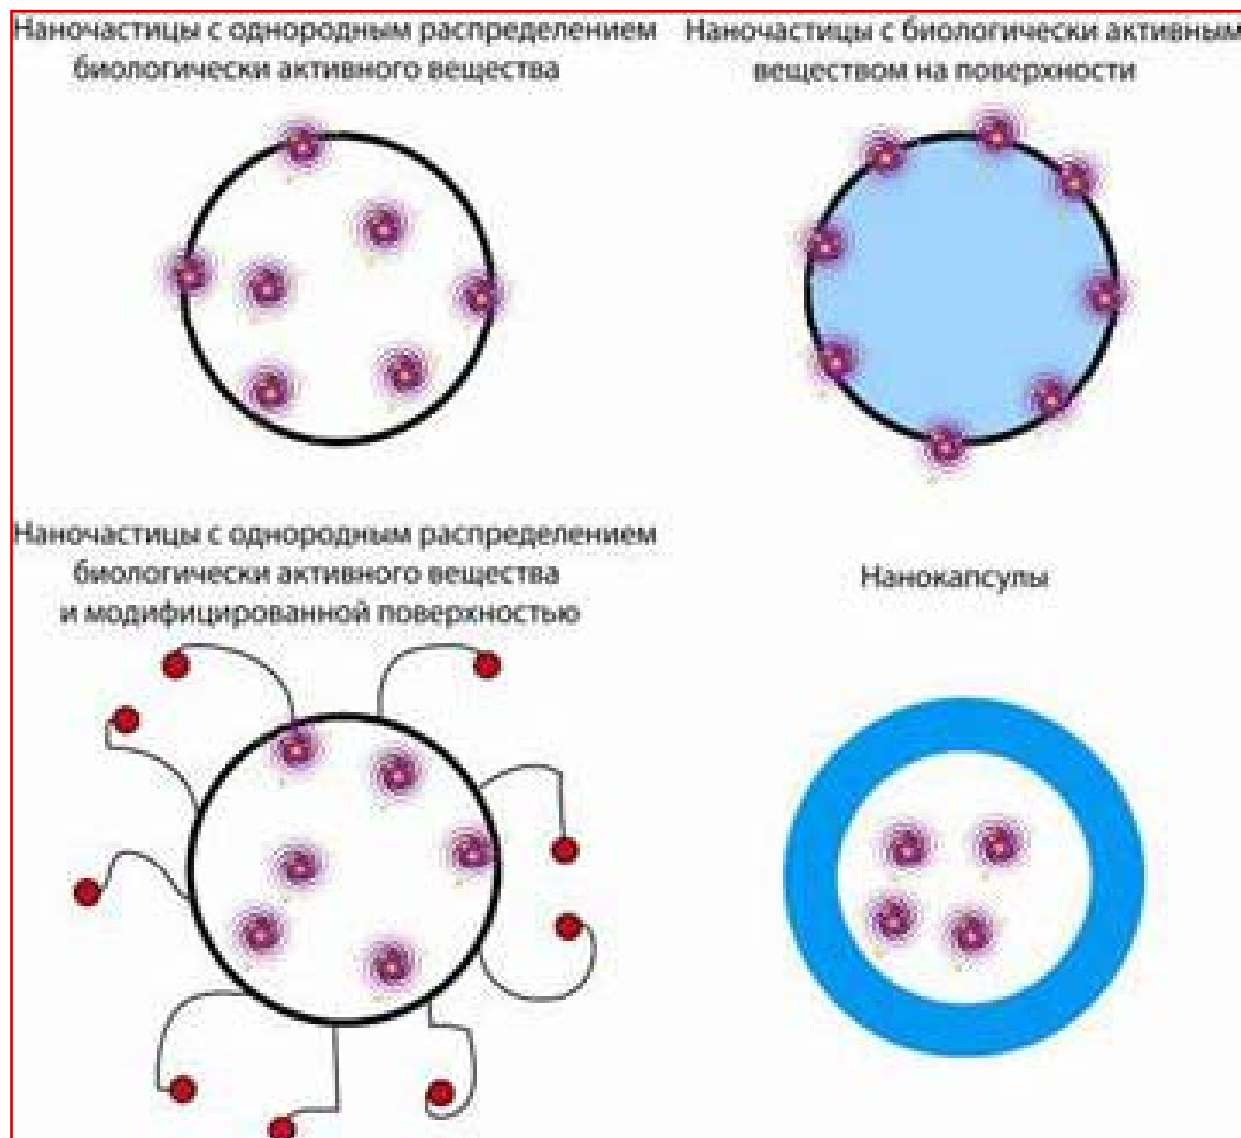 Наночастицы с однородным распределением
биологически активного вещества
Наночастицы с биологически активным
веществом на поверхности
Наночастицы с однородным распределением
биологически активного вещества
и модифицированной поверхностью
Нанокапсулы